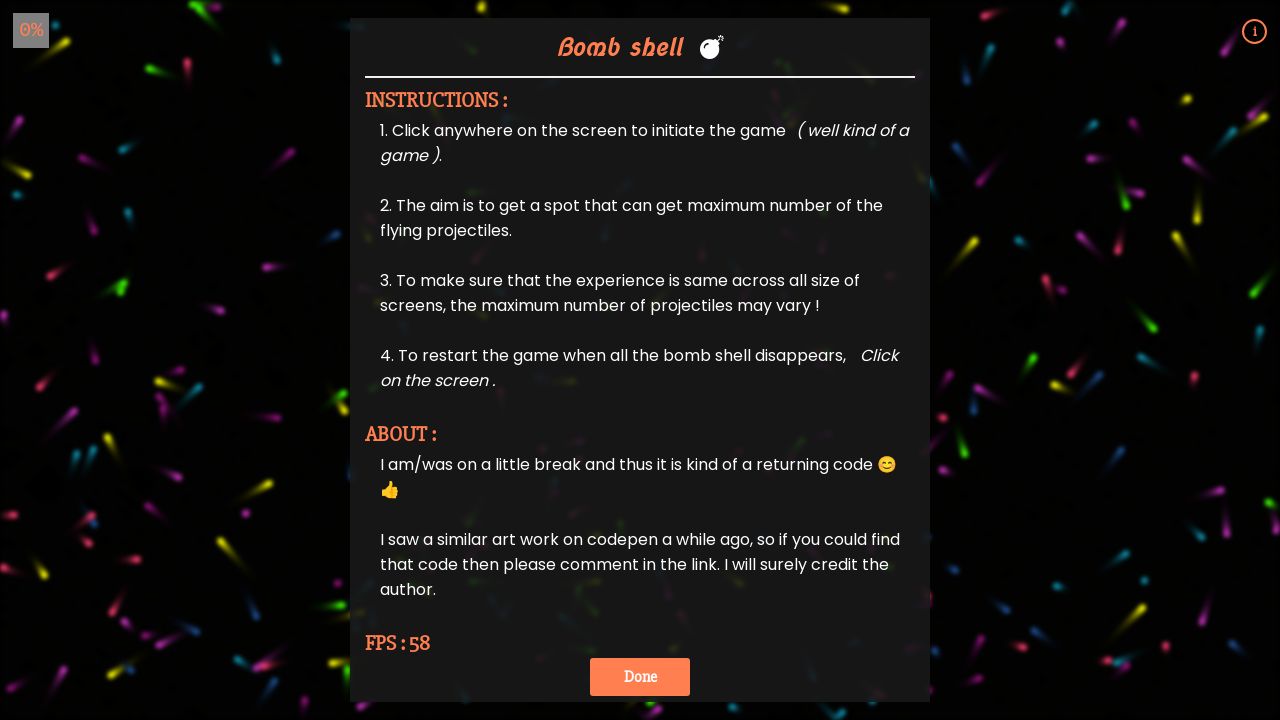 0%
i
Bomb shell 💣
INSTRUCTIONS :
1. Click anywhere on the screen to initiate the game ( well kind of a
game ).
2. The aim is to get a spot that can get maximum number of the
flying projectiles.
3. To make sure that the experience is same across all size of
screens, the maximum number of projectiles may vary !
4. To restart the game when all the bomb shell disappears, Click
on the screen .
ABOUT :
I am/was on a little break and thus it is kind of a returning code 😊
👍
I saw a similar art work on codepen a while ago, so if you could find
that code then please comment in the link. I will surely credit the
author.
FPS : 58
Done